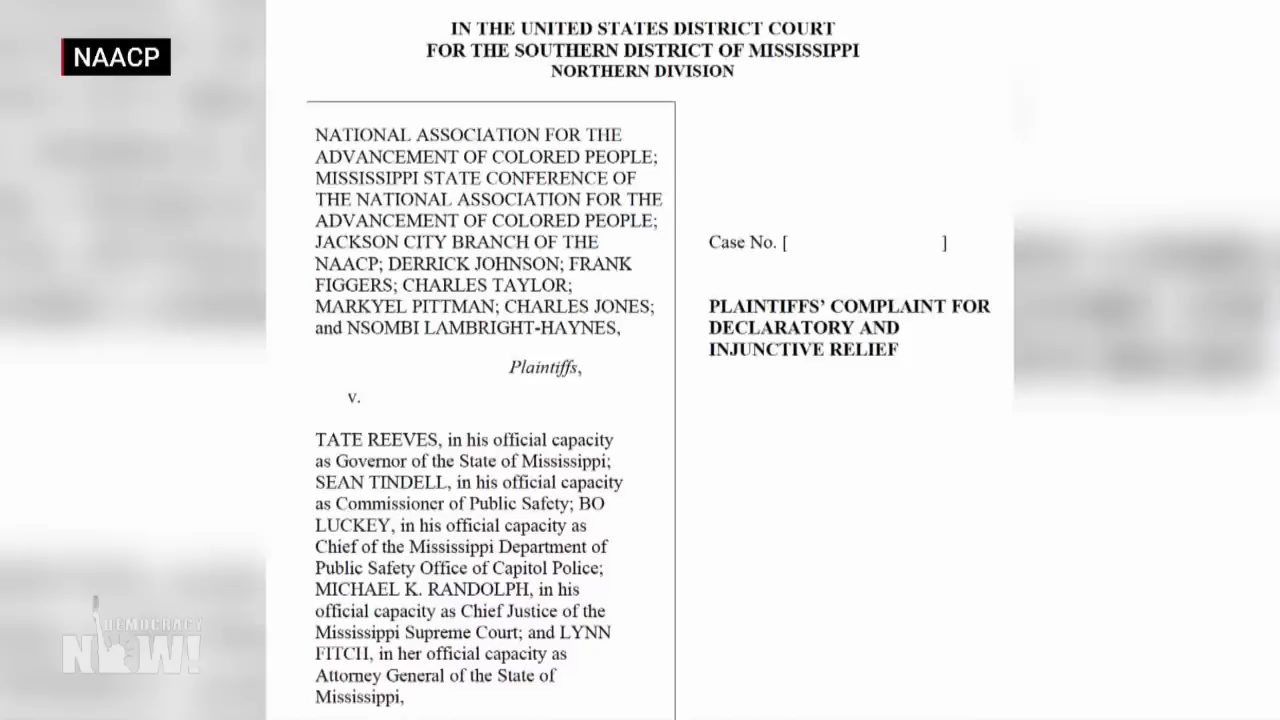 NAACP
IN THE UNITED STATES DISTRICT COURT
FOR THE SOUTHERN DISTRICT OF MISSISSIPPI
NORTHERN DIVISION
NATIONAL ASSOCIATION FOR THE
ADVANCEMENT OF COLORED PEOPLE;
MISSISSIPPI STATE CONFERENCE OF
THE NATIONAL ASSOCIATION FOR THE
ADVANCEMENT OF COLORED PEOPLE;
JACKSON CITY BRANCH OF THE
NAACP; DERRICK JOHNSON; FRANK
FIGGERS; CHARLES TAYLOR;
MARKYEL PITTMAN; CHARLES JONES;
and NSOMBI LAMBRIGHT-HAYNES,
Plaintiffs,
v.
TATE REEVES, in his official capacity
as Governor of the State of Mississippi;
SEAN TINDELL, in his official capacity
as Commissioner of Public Safety; BO
LUCKEY, in his official capacity as
Chief of the Mississippi Department of
Public Safety Office of Capitol Police;
MICHAEL K. RANDOLPH, in his
official capacity as Chief Justice of the
Mississippi Supreme Court; and LYNN
FITCH, in her official capacity as
Attorney General of the State of
Mississippi,
Case No. [ ]
PLAINTIFFS’ COMPLAINT FOR
DECLARATORY AND
INJUNCTIVE RELIEF
DEMOCRACY
NOW!